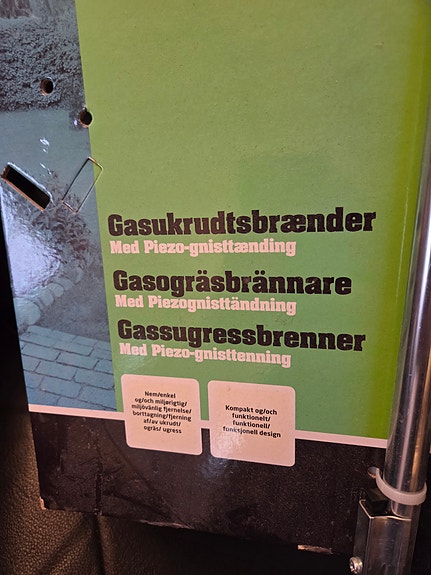 Gasukrudtsbrænder
Med Piezo-gnisttænding
Gasogräsbrännare
Med Piezognisttändning
Gassugressbrenner
Med Piezo-gnisttenning
Nem/enkel
og/och miljørigtig/
miljövänlig fjernelse/
borttagning/fjerning
af/av ukrudt/
ogräs/ ugress
Kompakt og/och
funktionelt/
funktionell/
funksjonell design